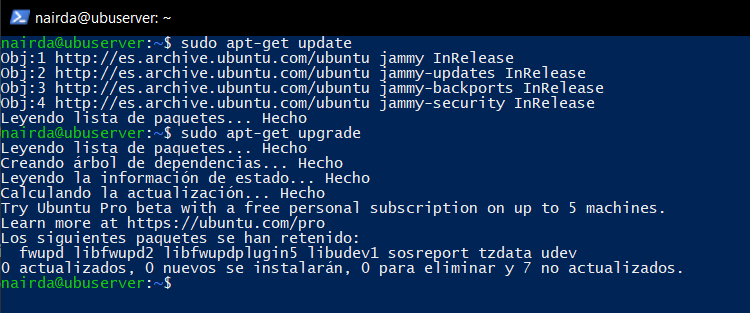 nairda@ubuserver: ~
nairda@ubuserver:~$ sudo apt-get update
Obj:1 http://es.archive.ubuntu.com/ubuntu jammy InRelease
Obj:2 http://es.archive.ubuntu.com/ubuntu jammy-updates InRelease
Obj:3 http://es.archive.ubuntu.com/ubuntu jammy-backports InRelease
Obj:4 http://es.archive.ubuntu.com/ubuntu jammy-security InRelease
Leyendo lista de paquetes... Hecho
nairda@ubuserver:~$ sudo apt-get upgrade
Leyendo lista de paquetes... Hecho
Creando árbol de dependencias... Hecho
Leyendo la información de estado... Hecho
Calculando la actualización... Hecho
Try Ubuntu Pro beta with a free personal subscription on up to 5 machines.
Learn more at https://ubuntu.com/pro
Los siguientes paquetes se han retenido:
fwupd libfwupd2 libfwupdplugin5 libudev1 sosreport tzdata udev
0 actualizados, 0 nuevos se instalarán, 0 para eliminar y 7 no actualizados.
nairda@ubuserver:~$